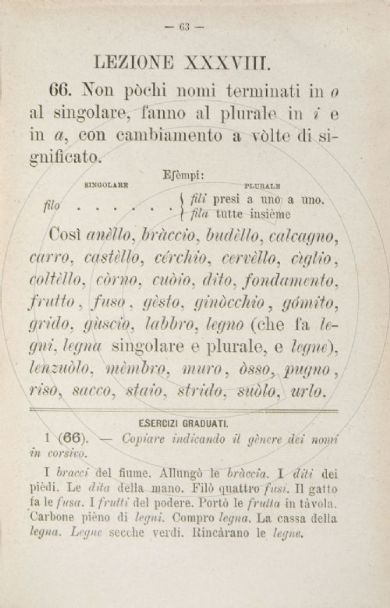 — 63 —
LEZIONE XXXVIII.
66. Non pòchi nomi terminati in o
al singolare, fanno al plurale in i e
in a, con cambiamento a vòlte di si-
gnificato.
Esèmpi:
SINGOLARE PLURALE
filo . . . . . . { fili presi a uno a uno.
fila tutte insième
Così anèllo, bràccio, budèllo, calcagno,
carro, castèllo, cérchio, cervèllo, cìglio,
coltèllo, còrno, cuòio, dito, fondamento,
frutto, fuso, gèsto, ginòcchio, gómito,
grido, gùscio, labbro, legno (che fa le-
gni, legna singolare e plurale, e legne),
lenzuòlo, mèmbro, muro, òsso, pugno,
riso, sacco, staio, strido, suòlo, urlo.
ESERCIZI GRADUATI.
1 (66). — Copiare indicando il gènere dei nomi
in corsivo.
I bracci del fiume. Allungò le bràccia. I diti dei
pièdi. Le dita della mano. Filò quattro fusi. Il gatto
fa le fusa. I frutti del podere. Portò le frutta in tàvola.
Carbone pièno di legni. Compro legna. La cassa della
legna. Legne secche verdi. Rincàrano le legne.